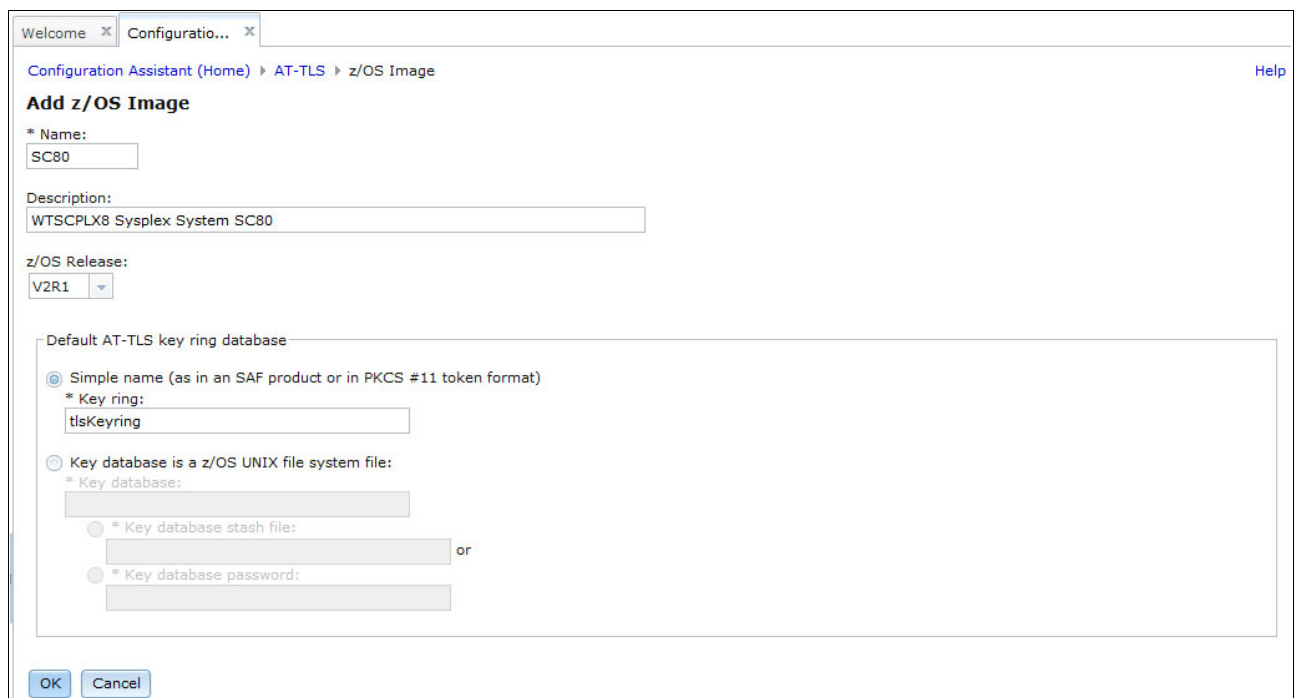 Welcome x Configuratio... x
Configuration Assistant (Home) ▸ AT-TLS ▸ z/OS Image Help
Add z/OS Image
* Name:
SC80
Description:
WTSCPLX8 Sysplex System SC80
z/OS Release:
V2R1
Default AT-TLS key ring database
Simple name (as in an SAF product or in PKCS #11 token format)
* Key ring:
tlsKeyring
Key database is a z/OS UNIX file system file:
* Key database:
* Key database stash file:
or
* Key database password:
OK Cancel